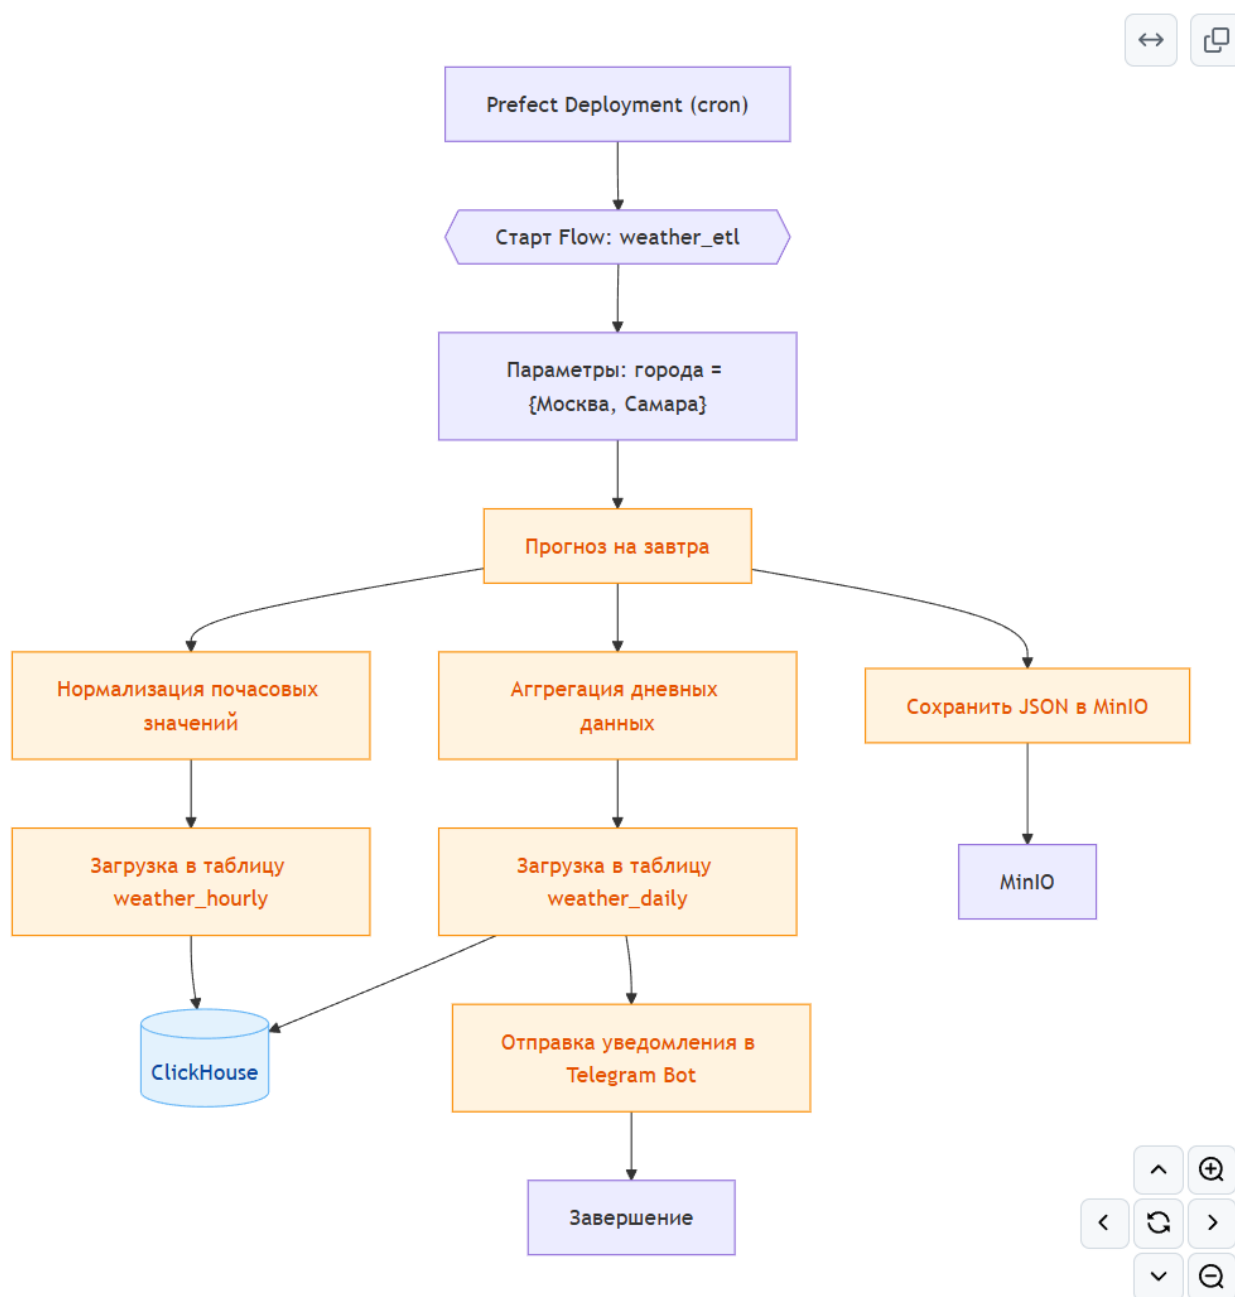 Prefect Deployment (cron)
Старт Flow: weather_etl
Параметры: города =
{Москва, Самара}
Прогноз на завтра
Нормализация почасовых
значений
Аггрегация дневных
данных
Сохранить JSON в MinIO
Загрузка в таблицу
weather_hourly
Загрузка в таблицу
weather_daily
MinIO
ClickHouse
Отправка уведомления в
Telegram Bot
Завершение